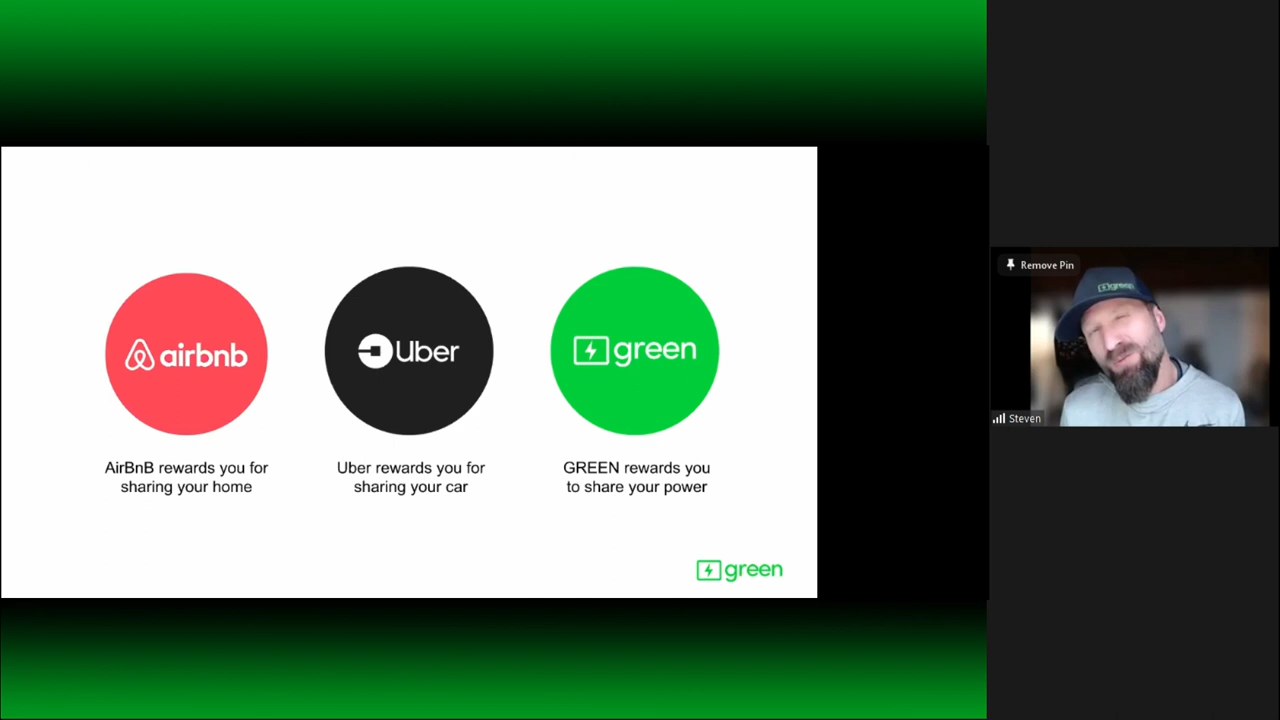 airbnb
Uber
green
AirBnB rewards you for
sharing your home
Uber rewards you for
sharing your car
GREEN rewards you
to share your power
green
Remove Pin
green
Steven